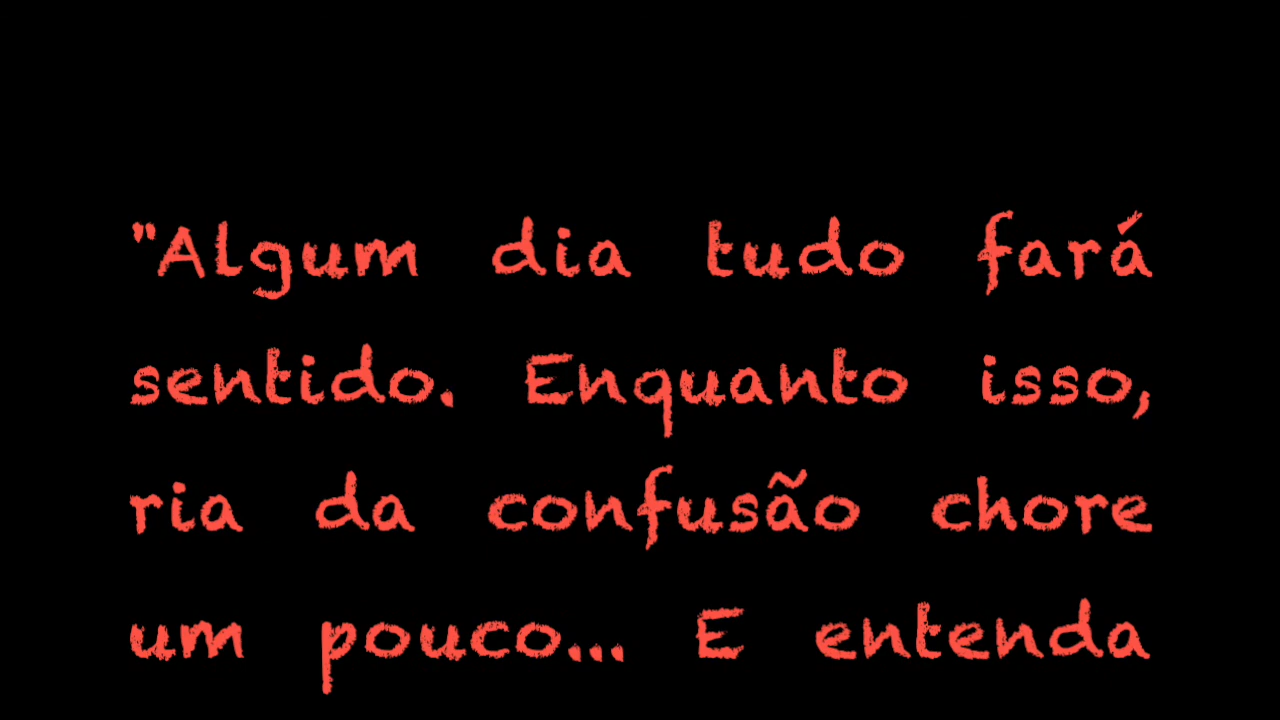 "Algum dia tudo fará
sentido. Enquanto isso,
ria da confusão chore
um pouco... E entenda